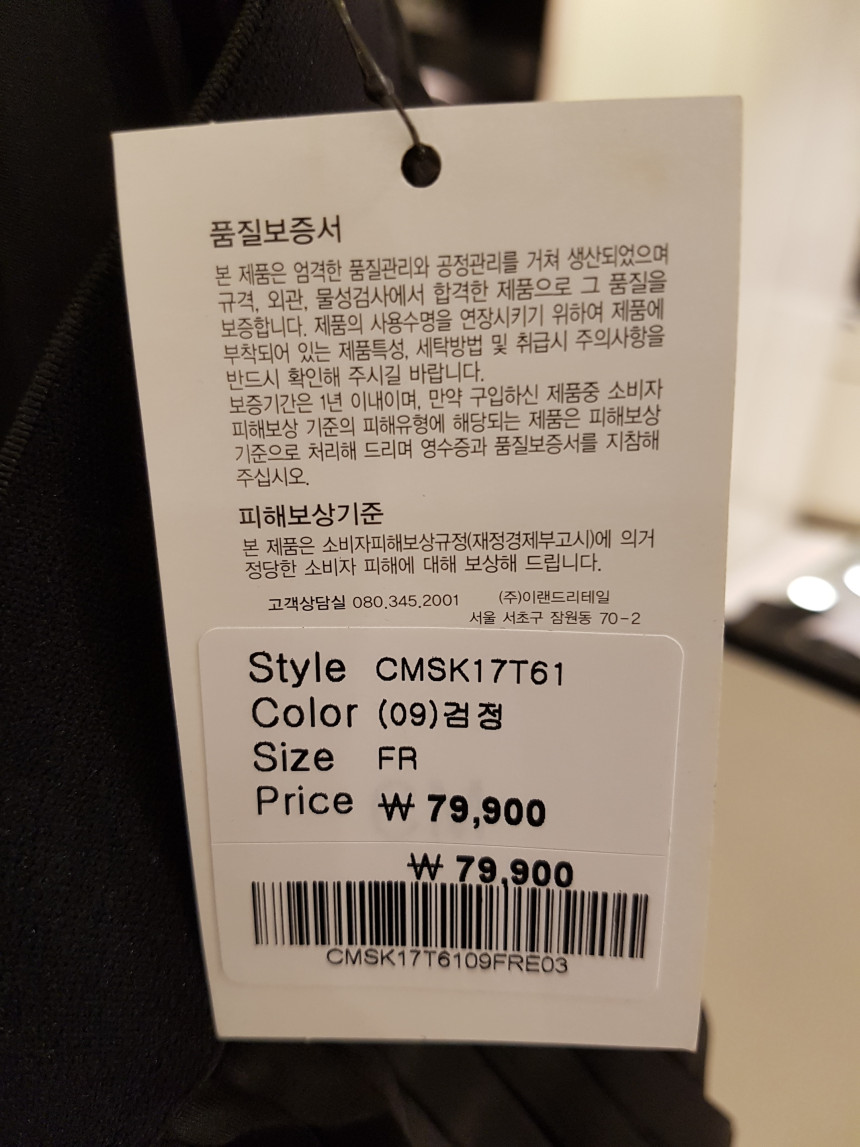 품질보증서
본 제품은 엄격한 품질관리와 공정관리를 거쳐 생산되었으며
규격, 외관, 물성검사에서 합격한 제품으로 그 품질을
보증합니다. 제품의 사용수명을 연장시키기 위하여 제품에
부착되어 있는 제품특성, 세탁방법 및 취급시 주의사항을
반드시 확인해 주시길 바랍니다.
보증기간은 1년 이내이며, 만약 구입하신 제품중 소비자
피해보상 기준의 피해유형에 해당되는 제품은 피해보상
기준으로 처리해 드리며 영수증과 품질보증서를 지참해
주십시오.
피해보상기준
본 제품은 소비자피해보상규정(재정경제부고시)에 의거
정당한 소비자 피해에 대해 보상해 드립니다.
고객상담실 080.345.2001 (주)이랜드리테일
서울 서초구 잠원동 70-2
Style CMSK17T61
Color (09)검정
Size FR
Price ₩ 79,900
₩ 79,900
CMSK17T6109FRE03